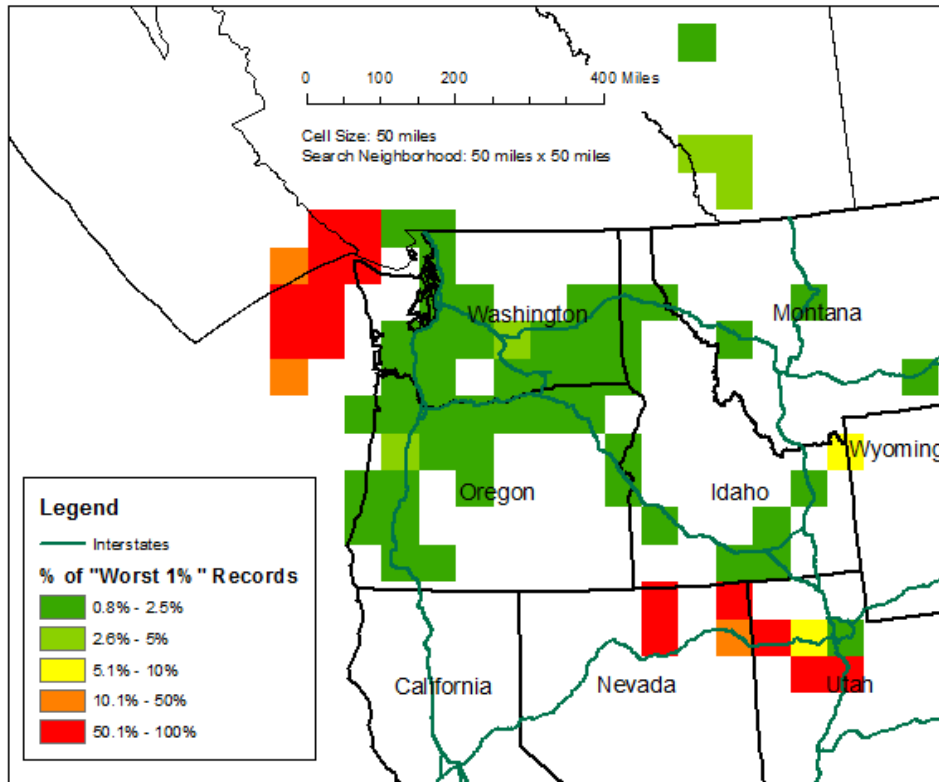 0 100 200 400 Miles
Cell Size: 50 miles
Search Neighborhood: 50 miles x 50 miles
Washington
Montana
Wyoming
Oregon
Idaho
California
Nevada
Utah
Legend
Interstates
% of "Worst 1%" Records
0.8% - 2.5%
2.6% - 5%
5.1% - 10%
10.1% - 50%
50.1% - 100%